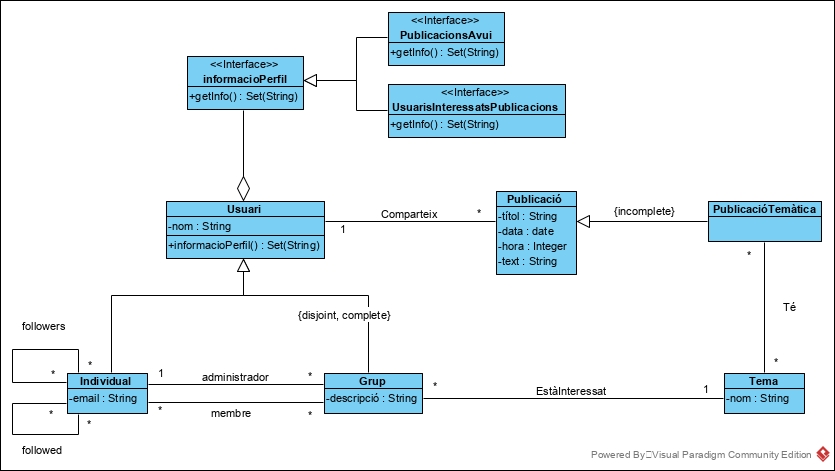 <<Interface>>
PublicacionsAvui
+getInfo() : Set(String)
<<Interface>>
informacioPerfil
+getInfo() : Set(String)
<<Interface>>
UsuarisInteressatsPublicacions
+getInfo() : Set(String)
Usuari
-nom : String
+informacioPerfil() : Set(String)
1
Comparteix
*
Publicació
-títol : String
-data : date
-hora : Integer
-text : String
{incomplete}
PublicacióTemàtica
*
Té
*
{disjoint, complete}
followers
*
*
Individual
-email : String
*
*
followed
1
administrador
*
*
membre
*
Grup
-descripció : String
*
EstàInteressat
1
Tema
-nom : String
Powered By Visual Paradigm Community Edition